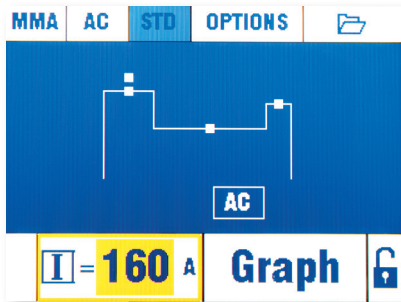 MMA AC STD OPTIONS
AC
I = 160 A Graph